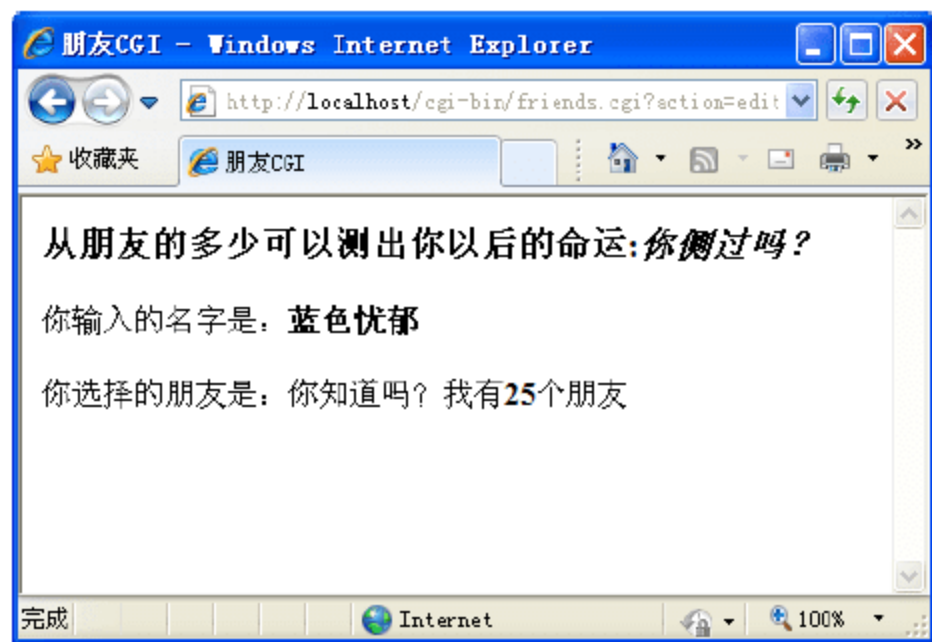 朋友CGI - Windows Internet Explorer
http://localhost/cgi-bin/friends.cgi?action=edit
收藏夹
朋友CGI
从朋友的多少可以测出你以后的命运:你侧过吗?
你输入的名字是：蓝色忧郁
你选择的朋友是：你知道吗？我有25个朋友
完成
Internet
100%